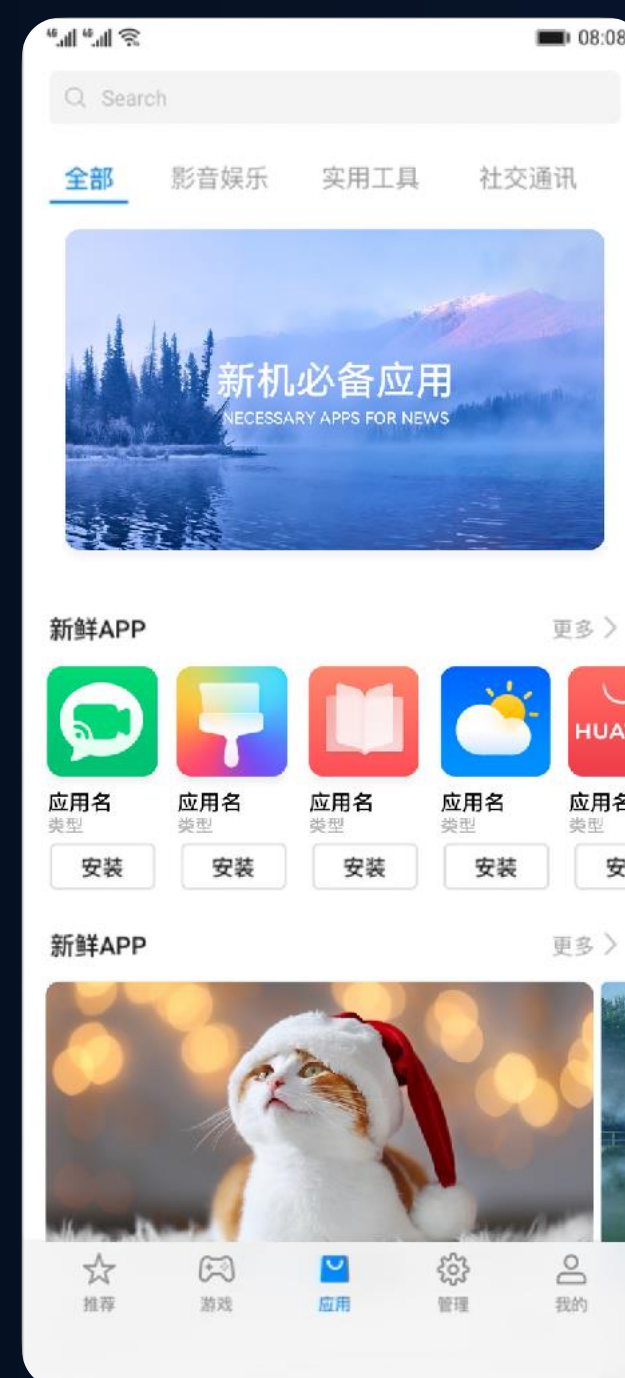 4G 4G 08:08
Search
全部 影音娱乐 实用工具 社交通讯
新机必备应用
NECESSARY APPS FOR NEWS
新鲜APP 更多
HUA
应用名 应用名 应用名 应用名 应用名
类型 类型 类型 类型 类型
安装 安装 安装 安装 安
新鲜APP 更多
推荐 游戏 应用 管理 我的